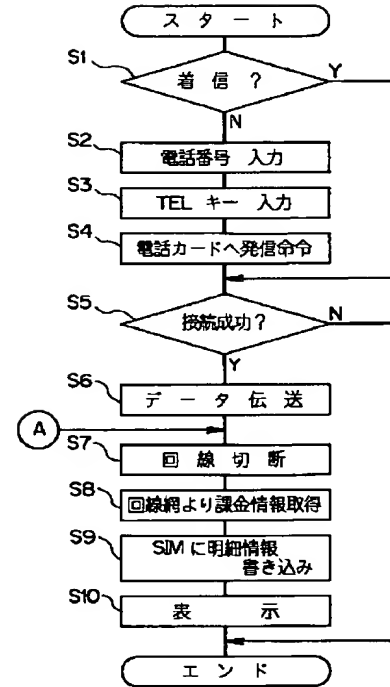 スタート
S1
着信？
Y
N
S2
電話番号 入力
S3
TEL キー 入力
S4
電話カードへ発信命令
S5
接続成功？
N
Y
S6
データ伝送
A
S7
回線切断
S8
回線網より課金情報取得
S9
SIMに明細情報
書き込み
S10
表示
エンド